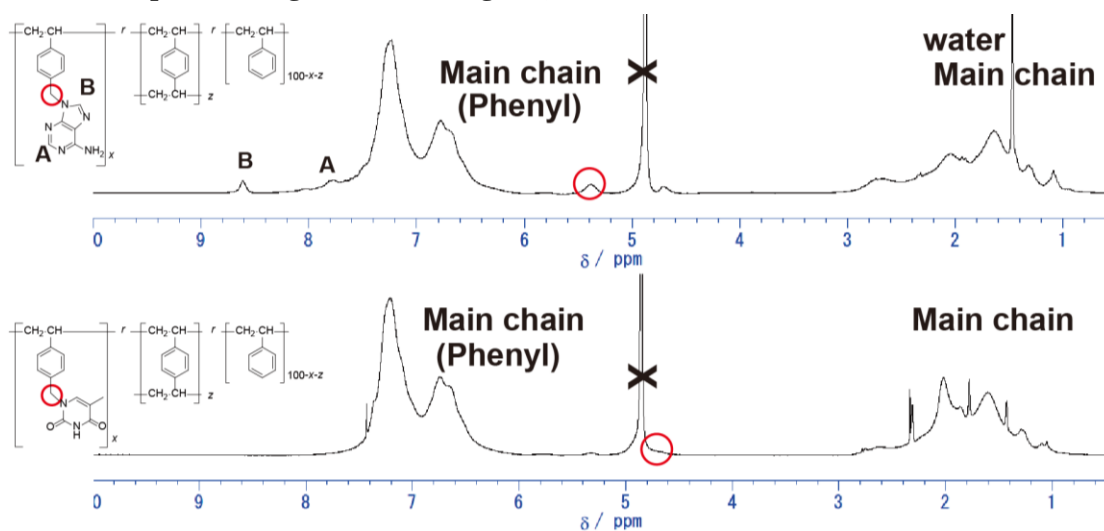 CH₂-CH r CH₂-CH r CH₂-CH
CH₂-CH z 100-x-z
B
N N
N N NH₂ x
A
B A
Main chain
(Phenyl)
X
water
Main chain
0 9 8 7 6 5 4 3 2 1
δ / ppm
CH₂-CH r CH₂-CH r CH₂-CH
CH₂-CH z 100-x-z
N
O NH O x
Main chain
(Phenyl)
X
Main chain
0 9 8 7 6 5 4 3 2 1
δ / ppm